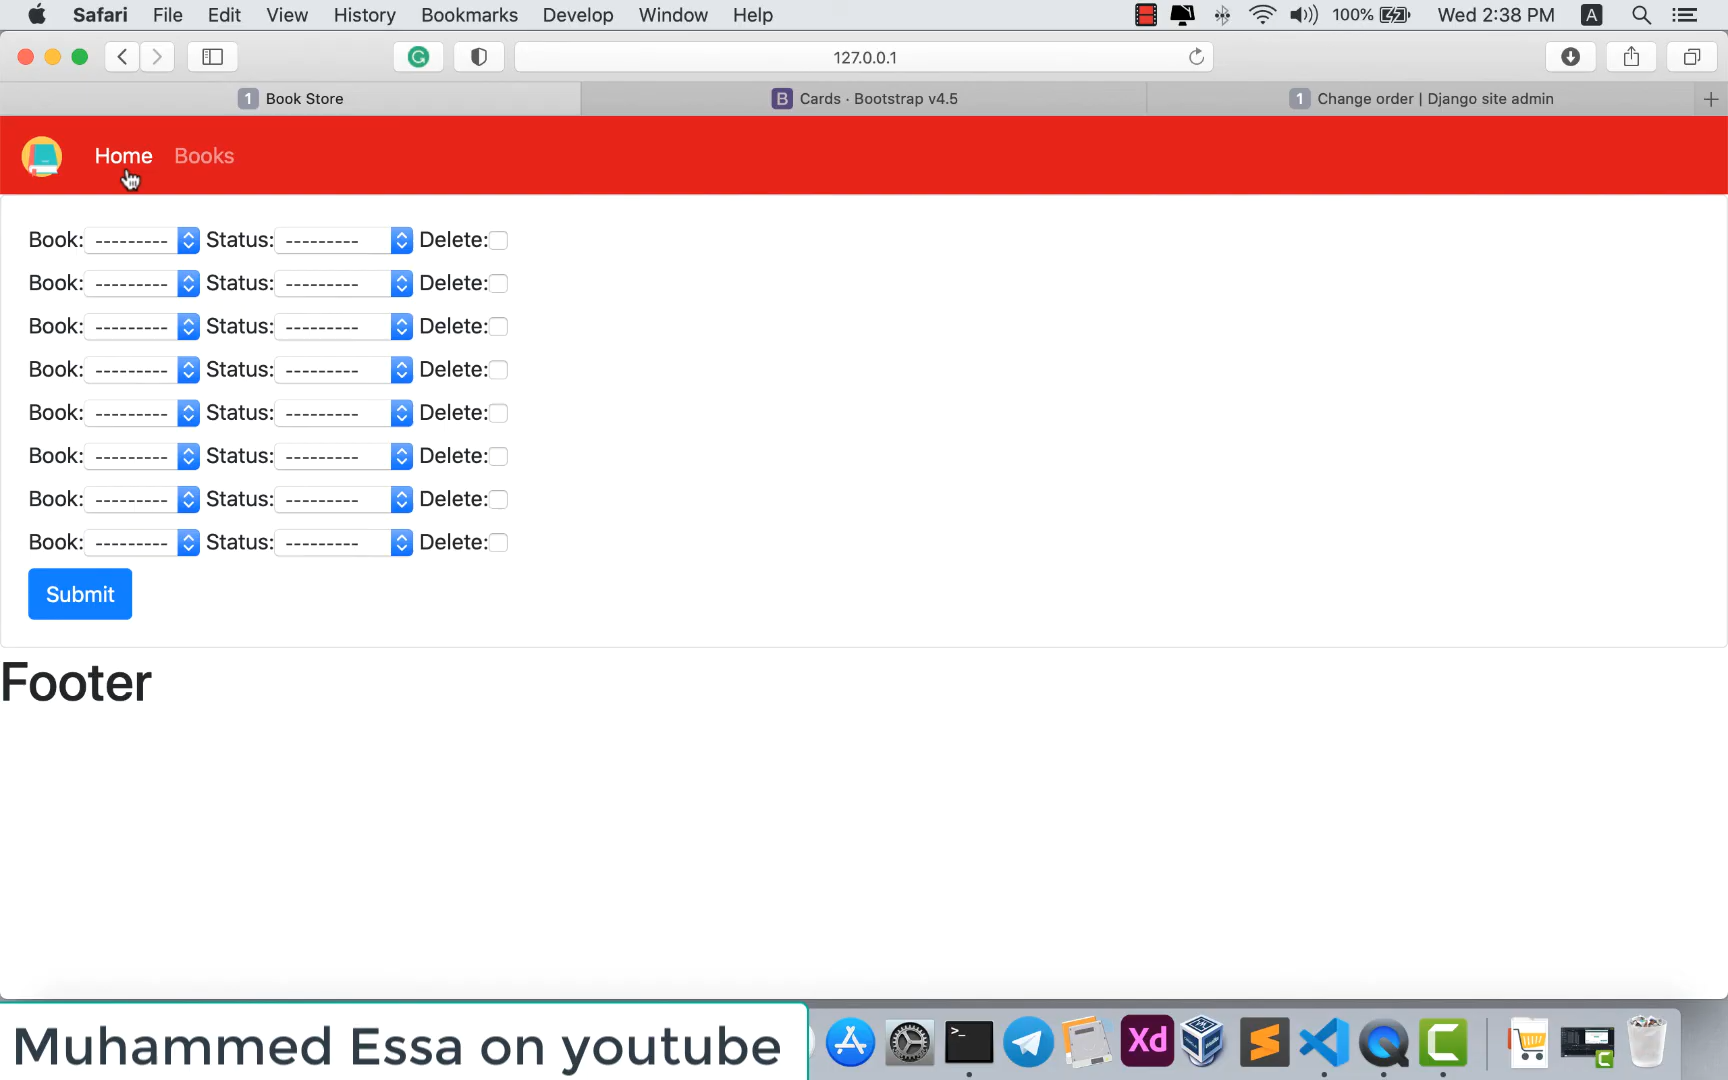 Safari File Edit View History Bookmarks Develop Window Help 100% Wed 2:38 PM A
G 127.0.0.1
1 Book Store B Cards · Bootstrap v4.5 1 Change order | Django site admin
Home Books
Book: --------- Status: --------- Delete:
Book: --------- Status: --------- Delete:
Book: --------- Status: --------- Delete:
Book: --------- Status: --------- Delete:
Book: --------- Status: --------- Delete:
Book: --------- Status: --------- Delete:
Book: --------- Status: --------- Delete:
Book: --------- Status: --------- Delete:
Submit
Footer
Muhammed Essa on youtube
>_ Xd S C